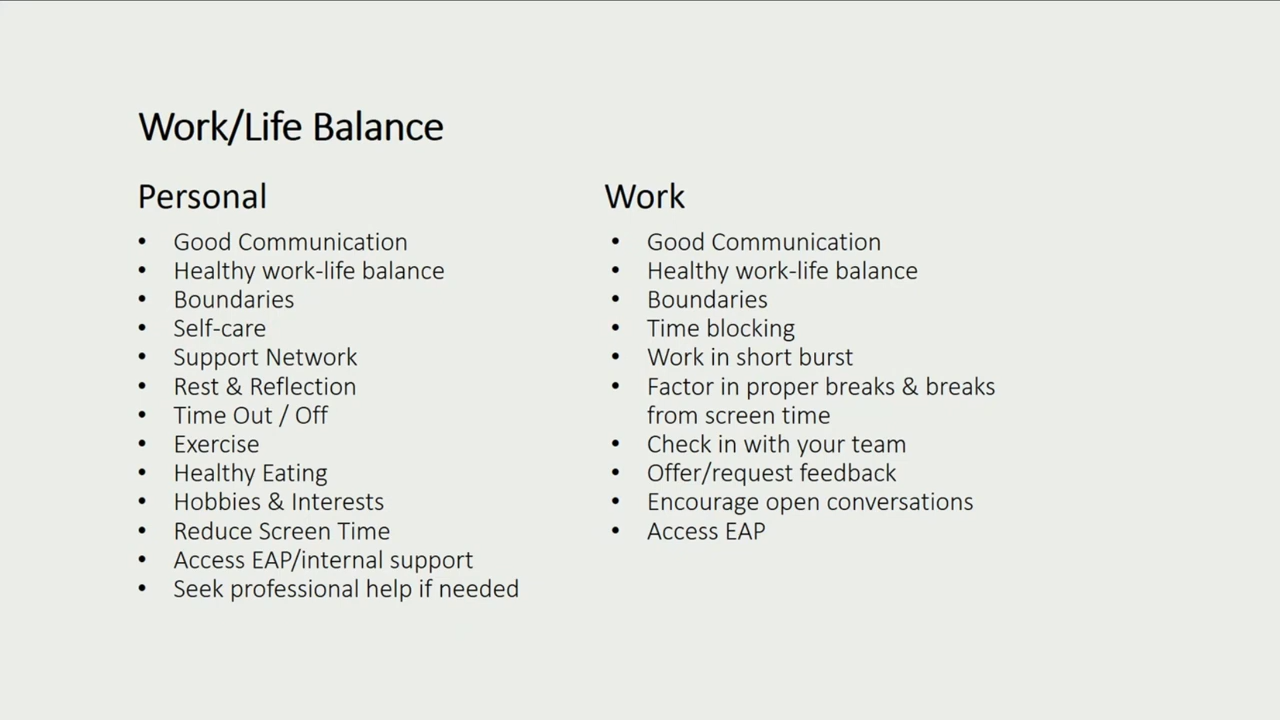 Work/Life Balance
Personal
• Good Communication
• Healthy work-life balance
• Boundaries
• Self-care
• Support Network
• Rest & Reflection
• Time Out / Off
• Exercise
• Healthy Eating
• Hobbies & Interests
• Reduce Screen Time
• Access EAP/internal support
• Seek professional help if needed
Work
• Good Communication
• Healthy work-life balance
• Boundaries
• Time blocking
• Work in short burst
• Factor in proper breaks & breaks
from screen time
• Check in with your team
• Offer/request feedback
• Encourage open conversations
• Access EAP